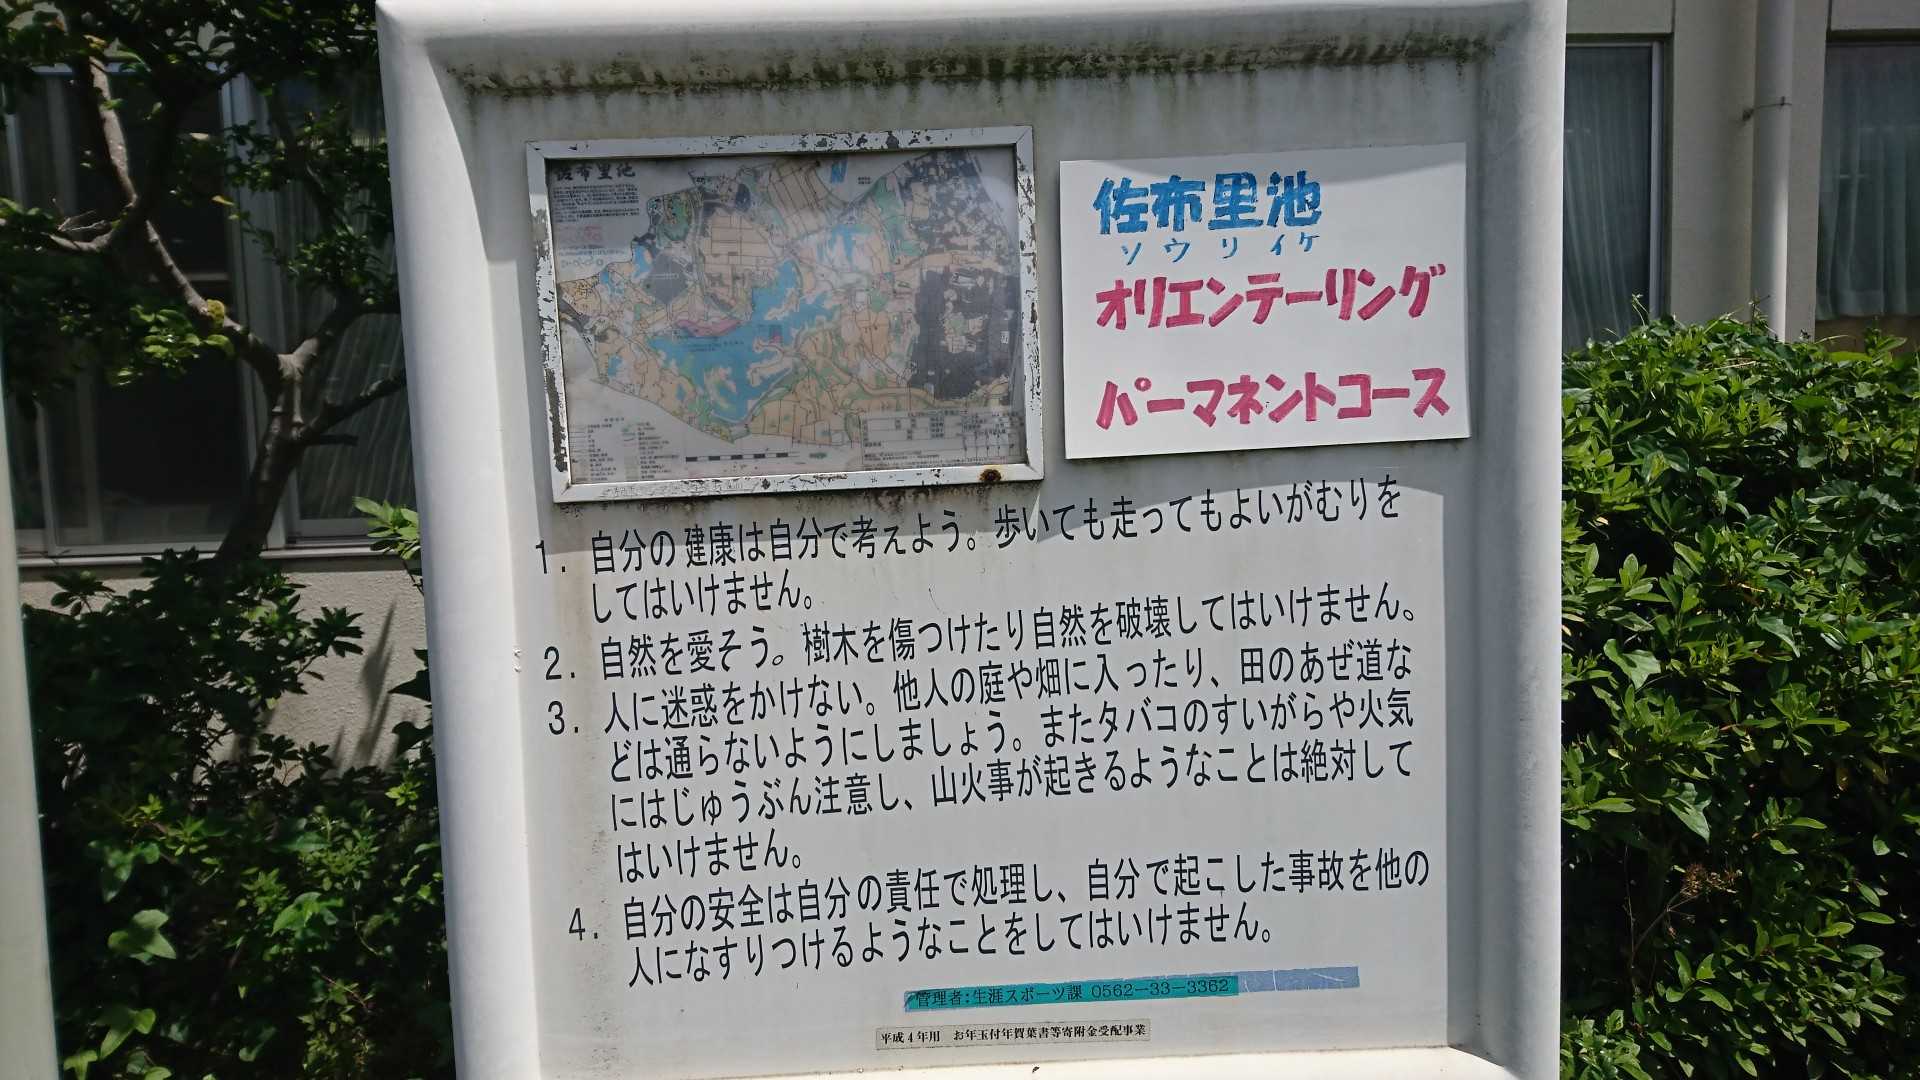 佐布里池
佐布里池
ソウリイケ
オリエンテーリング
パーマネントコース
1. 自分の健康は自分で考えよう。歩いても走ってもよいがむりを
してはいけません。
2. 自然を愛そう。樹木を傷つけたり自然を破壊してはいけません。
3. 人に迷惑をかけない。他人の庭や畑に入ったり、田のあぜ道な
どは通らないようにしましょう。またタバコのすいがらや火気
にはじゅうぶん注意し、山火事が起きるようなことは絶対して
はいけません。
4. 自分の安全は自分の責任で処理し、自分で起こした事故を他の
人になすりつけるようなことをしてはいけません。
管理者:生涯スポーツ課 0562-33-3362
平成4年用 お年玉付年賀葉書等寄附金受配事業